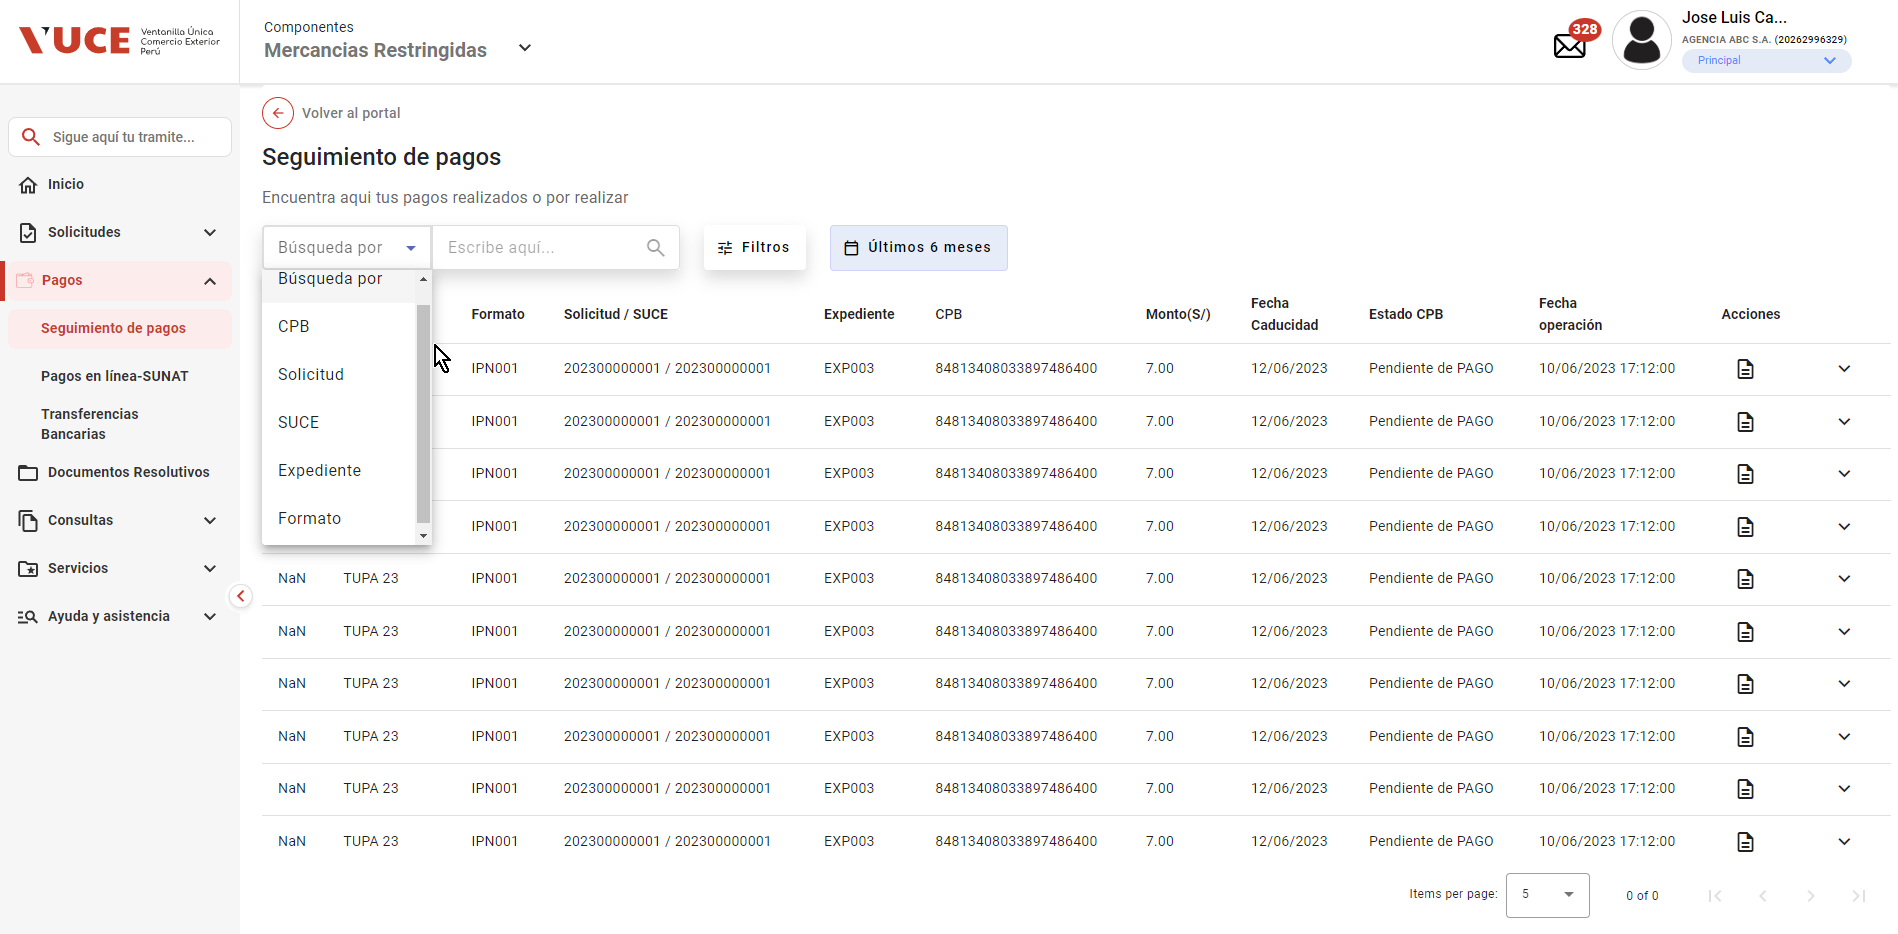 VUCE
Ventanilla Única
Comercio Exterior
Perú
Componentes
Mercancias Restringidas
328
Jose Luis Ca...
AGENCIA ABC S.A. (20262996329)
Principal
Sigue aquí tu tramite...
Inicio
Solicitudes
Pagos
Seguimiento de pagos
Pagos en línea-SUNAT
Transferencias
Bancarias
Documentos Resolutivos
Consultas
Servicios
Ayuda y asistencia
Volver al portal
Seguimiento de pagos
Encuentra aqui tus pagos realizados o por realizar
Búsqueda por
Escribe aquí...
Filtros
Últimos 6 meses
Búsqueda por
CPB
Solicitud
SUCE
Expediente
Formato
Formato Solicitud / SUCE Expediente CPB Monto(S/) Fecha Caducidad Estado CPB Fecha operación Acciones
IPN001 202300000001 / 202300000001 EXP003 84813408033897486400 7.00 12/06/2023 Pendiente de PAGO 10/06/2023 17:12:00
IPN001 202300000001 / 202300000001 EXP003 84813408033897486400 7.00 12/06/2023 Pendiente de PAGO 10/06/2023 17:12:00
IPN001 202300000001 / 202300000001 EXP003 84813408033897486400 7.00 12/06/2023 Pendiente de PAGO 10/06/2023 17:12:00
IPN001 202300000001 / 202300000001 EXP003 84813408033897486400 7.00 12/06/2023 Pendiente de PAGO 10/06/2023 17:12:00
NaN TUPA 23 IPN001 202300000001 / 202300000001 EXP003 84813408033897486400 7.00 12/06/2023 Pendiente de PAGO 10/06/2023 17:12:00
NaN TUPA 23 IPN001 202300000001 / 202300000001 EXP003 84813408033897486400 7.00 12/06/2023 Pendiente de PAGO 10/06/2023 17:12:00
NaN TUPA 23 IPN001 202300000001 / 202300000001 EXP003 84813408033897486400 7.00 12/06/2023 Pendiente de PAGO 10/06/2023 17:12:00
NaN TUPA 23 IPN001 202300000001 / 202300000001 EXP003 84813408033897486400 7.00 12/06/2023 Pendiente de PAGO 10/06/2023 17:12:00
NaN TUPA 23 IPN001 202300000001 / 202300000001 EXP003 84813408033897486400 7.00 12/06/2023 Pendiente de PAGO 10/06/2023 17:12:00
NaN TUPA 23 IPN001 202300000001 / 202300000001 EXP003 84813408033897486400 7.00 12/06/2023 Pendiente de PAGO 10/06/2023 17:12:00
Items per page: 5 0 of 0